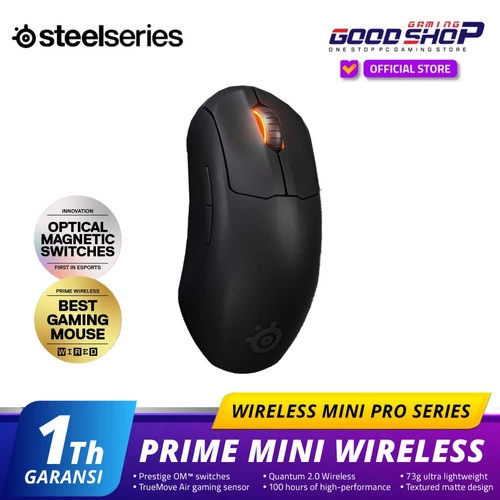 steelseries
GAMING
GOODSHOP
ONE STOP PC GAMING STORE
OFFICIAL STORE
INNOVATION
OPTICAL
MAGNETIC
SWITCHES
FIRST IN ESPORTS
PRIME WIRELESS
BEST
GAMING
MOUSE
WIRED
WIRELESS MINI PRO SERIES
1Th
GARANSI
PRIME MINI WIRELESS
• Prestige OM™ switches
• TrueMove Air gaming sensor
• Quantum 2.0 Wireless
• 100 hours of high-performance
• 73g ultra lightweight
• Textured matte design